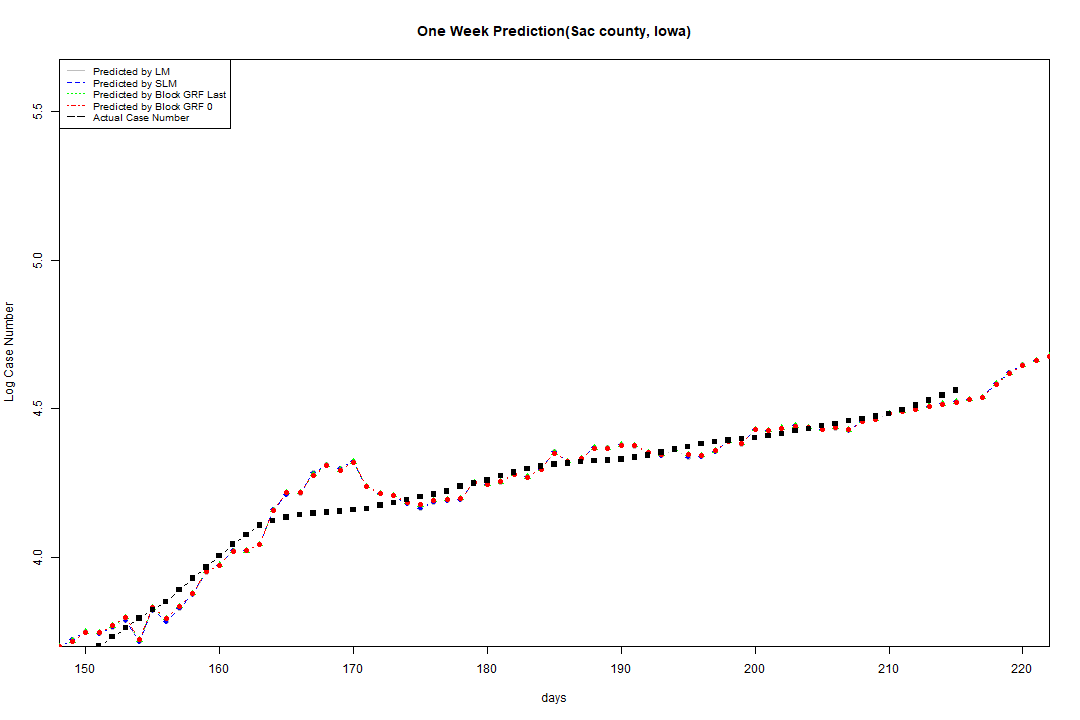 One Week Prediction(Sac county, Iowa)
Predicted by LM
Predicted by SLM
Predicted by Block GRF Last
Predicted by Block GRF 0
Actual Case Number
5.5
5.0
4.5
4.0
Log Case Number
150 160 170 180 190 200 210 220
days